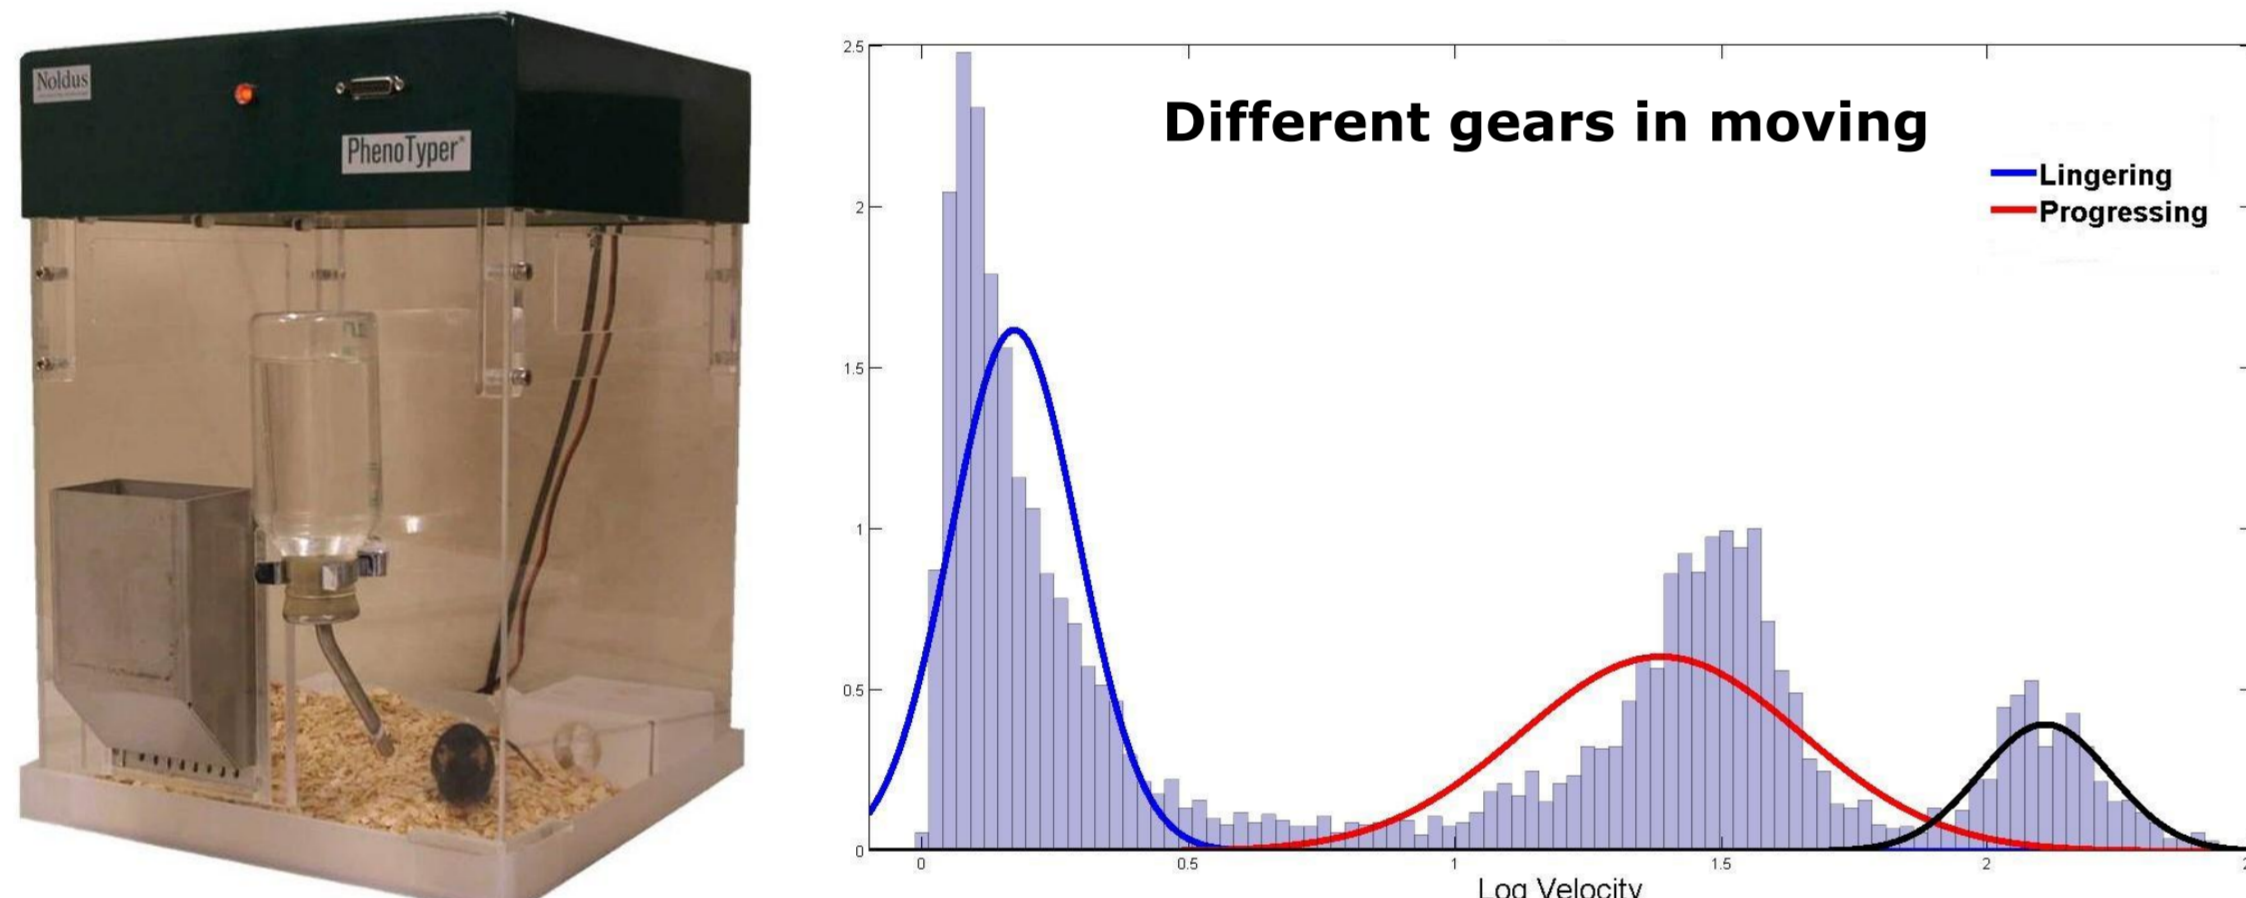 Noldus
PhenoTyper®
Different gears in moving
Lingering
Progressing
2.5
2
1.5
1
0.5
0
0
0.5
1
1.5
2
Log Velocity